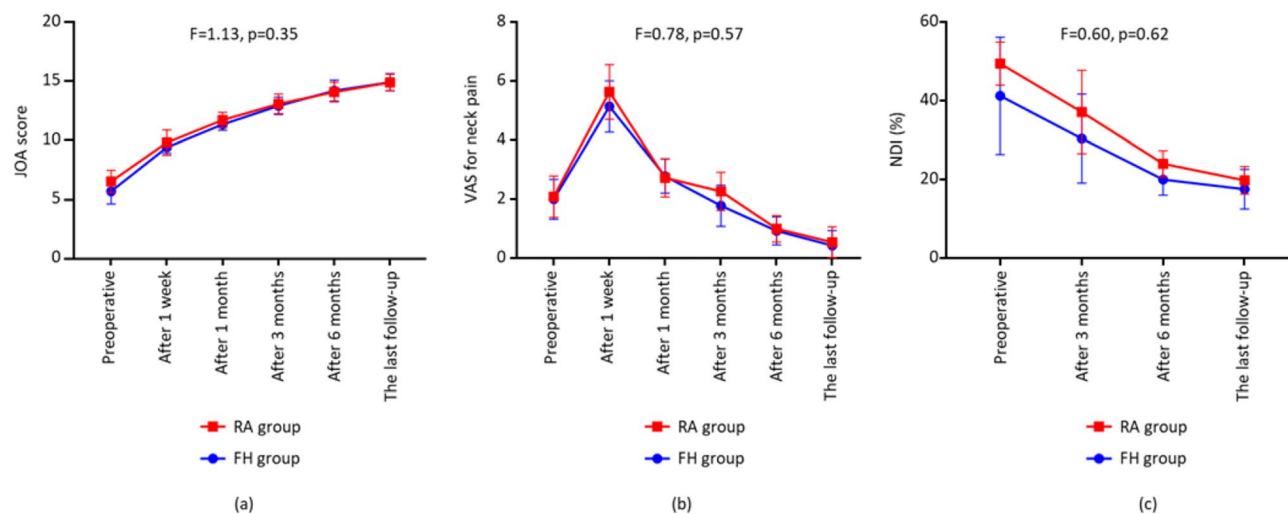 F=1.13, p=0.35
JOA score
20
15
10
5
0
Preoperative
After 1 week
After 1 month
After 3 months
After 6 months
The last follow-up
RA group
FH group
(a)
F=0.78, p=0.57
VAS for neck pain
8
6
4
2
0
Preoperative
After 1 week
After 1 month
After 3 months
After 6 months
The last follow-up
RA group
FH group
(b)
F=0.60, p=0.62
NDI (%)
60
40
20
0
Preoperative
After 3 months
After 6 months
The last follow-up
RA group
FH group
(c)